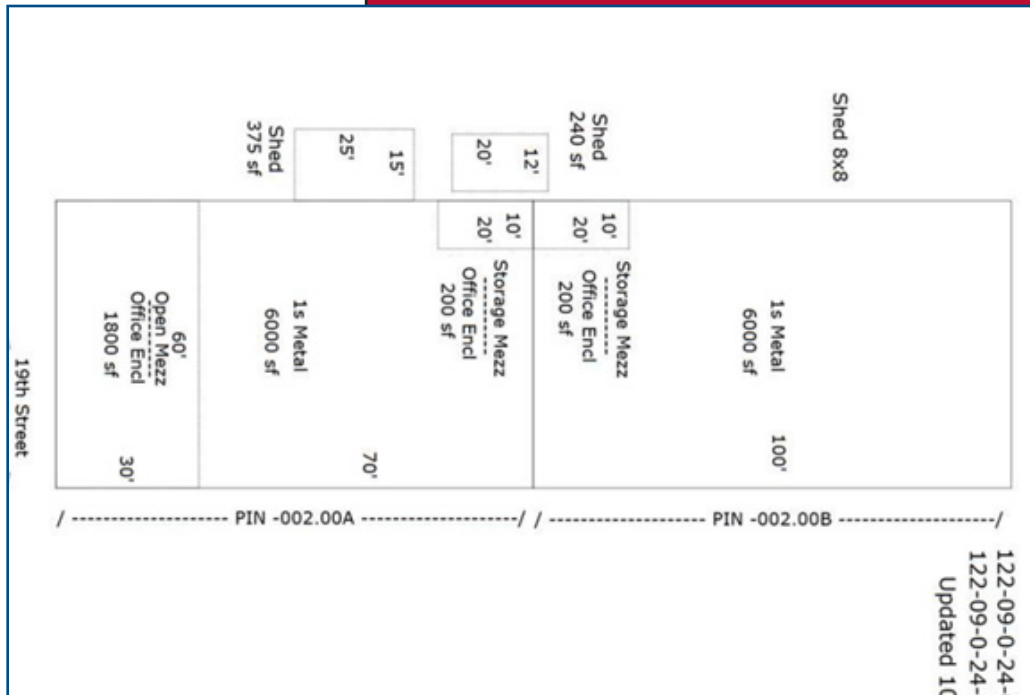 Shed 8x8
Shed
240 sf
12'
20'
15'
25'
Shed
375 sf
10'
20'
Storage Mezz
Office Encl
200 sf
10'
20'
Storage Mezz
Office Encl
200 sf
1s Metal
6000 sf
1s Metal
6000 sf
60'
Open Mezz
Office Encl
1800 sf
100'
70'
30'
19th Street
/ ---------------------- PIN -002.00A ----------------------/ / ---------------------- PIN -002.00B ----------------------/
122-09-0-24-
122-09-0-24-
Updated 10